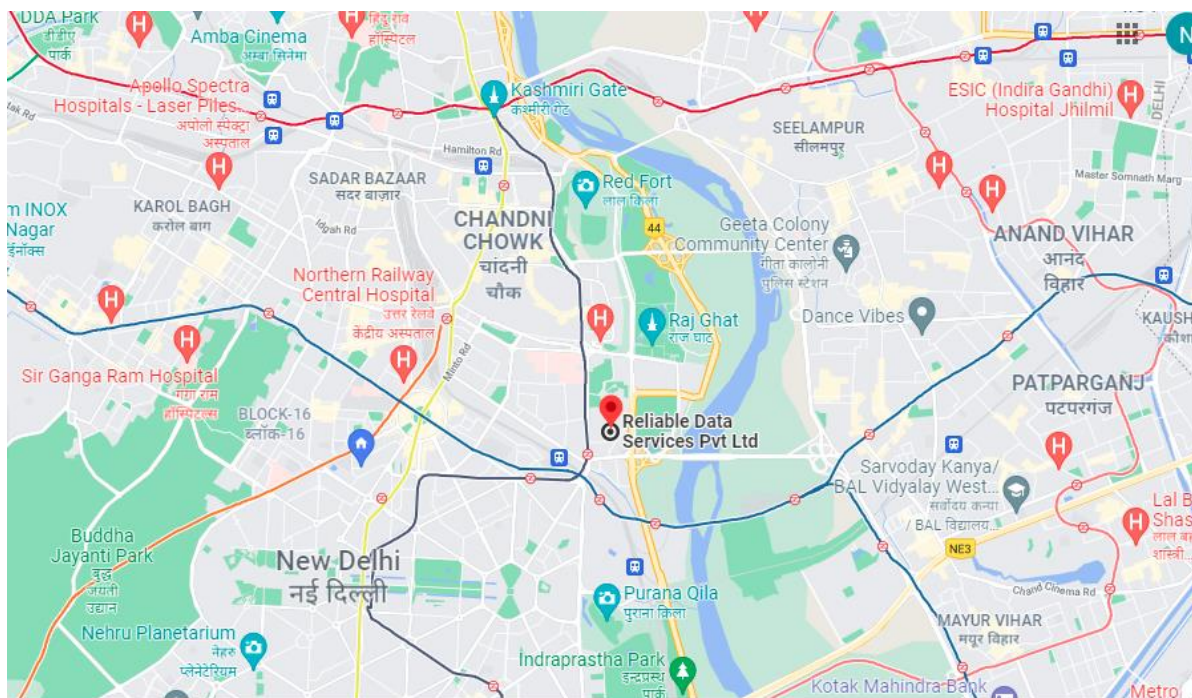 DDA Park
डीडीए
पार्क
Amba Cinema
अम्बा सिनेमा
हिंदू राव
हॉस्पिटल
Apollo Spectra
Hospitals - Laser Piles..
अपोलो स्पेक्ट्रा
अस्पताल
Kashmiri Gate
कश्मीरी गेट
ESIC (Indira Gandhi)
Hospital Jhilmil
DELHI
N
SEELAMPUR
सीलमपुर
Hamilton Rd
SADAR BAZAAR
सदर बाज़ार
Red Fort
लाल किला
Master Somnath Marg
KAROL BAGH
करोल बाग
m INOX
Nagar
Idgah Rd
CHANDNI
CHOWK
चांदनी
चौक
44
Geeta Colony
Community Center
गीता कालोनी
पुलिस स्टेशन
ANAND VIHAR
आनंद
विहार
Northern Railway
Central Hospital
उत्तर रेलवे
केंद्रीय अस्पताल
Raj Ghat
राज घाट
Dance Vibes
KAUSH
कौश
Minto Rd
Sir Ganga Ram Hospital
गंगा राम
हॉस्पिटल्स
PATPARGANJ
पटपरगंज
BLOCK-16
ब्लॉक-16
Reliable Data
Services Pvt Ltd
Sarvoday Kanya/
BAL Vidyalay West...
सर्वोदय कन्या
/ BAL विद्यालय...
Lal B
Shas
लाल बह
शास्त्री...
Buddha
Jayanti Park
बुद्ध
जयंती
उद्यान
New Delhi
नई दिल्ली
NE3
Chand Cinema Rd
Purana Qila
पुराना किला
MAYUR VIHAR
मयूर विहार
Nehru Planetarium
नेहरु
प्लेनेटेरियम
Indraprastha Park
इन्द्रप्रस्थ
पार्क
Kotak Mahindra Bank
Metro